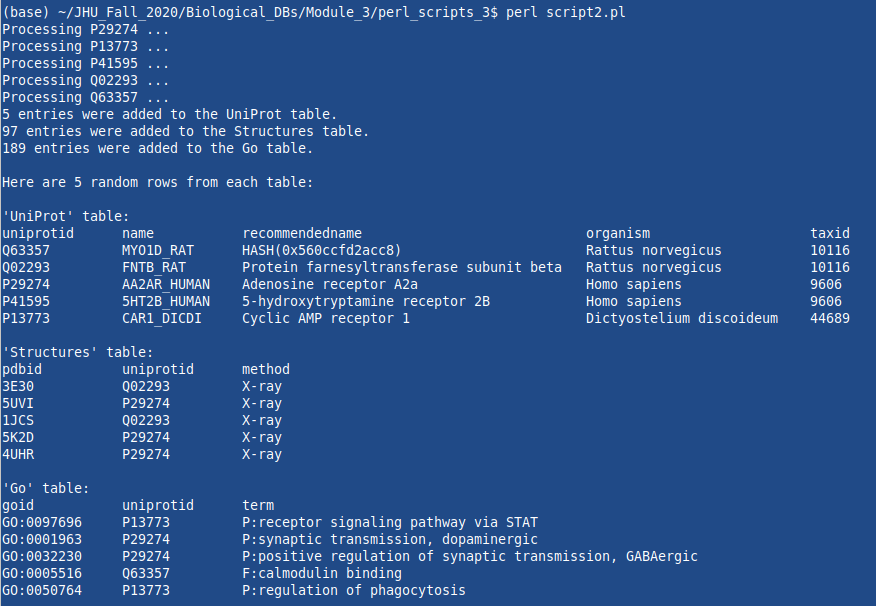 (base) ~/JHU_Fall_2020/Biological_DBs/Module_3/perl_scripts_3$ perl script2.pl
Processing P29274 ...
Processing P13773 ...
Processing P41595 ...
Processing Q02293 ...
Processing Q63357 ...
5 entries were added to the UniProt table.
97 entries were added to the Structures table.
189 entries were added to the Go table.
Here are 5 random rows from each table:
'UniProt' table:
uniprotid      name           recommendedname                            organism                    taxid
Q63357         MYO1D_RAT      HASH(0x560ccfd2acc8)                       Rattus norvegicus           10116
Q02293         FNTB_RAT       Protein farnesyltransferase subunit beta   Rattus norvegicus           10116
P29274         AA2AR_HUMAN    Adenosine receptor A2a                     Homo sapiens                9606
P41595         5HT2B_HUMAN    5-hydroxytryptamine receptor 2B            Homo sapiens                9606
P13773         CAR1_DICDI     Cyclic AMP receptor 1                      Dictyostelium discoideum    44689
'Structures' table:
pdbid          uniprotid      method
3E30           Q02293         X-ray
5UVI           P29274         X-ray
1JCS           Q02293         X-ray
5K2D           P29274         X-ray
4UHR           P29274         X-ray
'Go' table:
goid           uniprotid      term
GO:0097696     P13773         P:receptor signaling pathway via STAT
GO:0001963     P29274         P:synaptic transmission, dopaminergic
GO:0032230     P29274         P:positive regulation of synaptic transmission, GABAergic
GO:0005516     Q63357         F:calmodulin binding
GO:0050764     P13773         P:regulation of phagocytosis